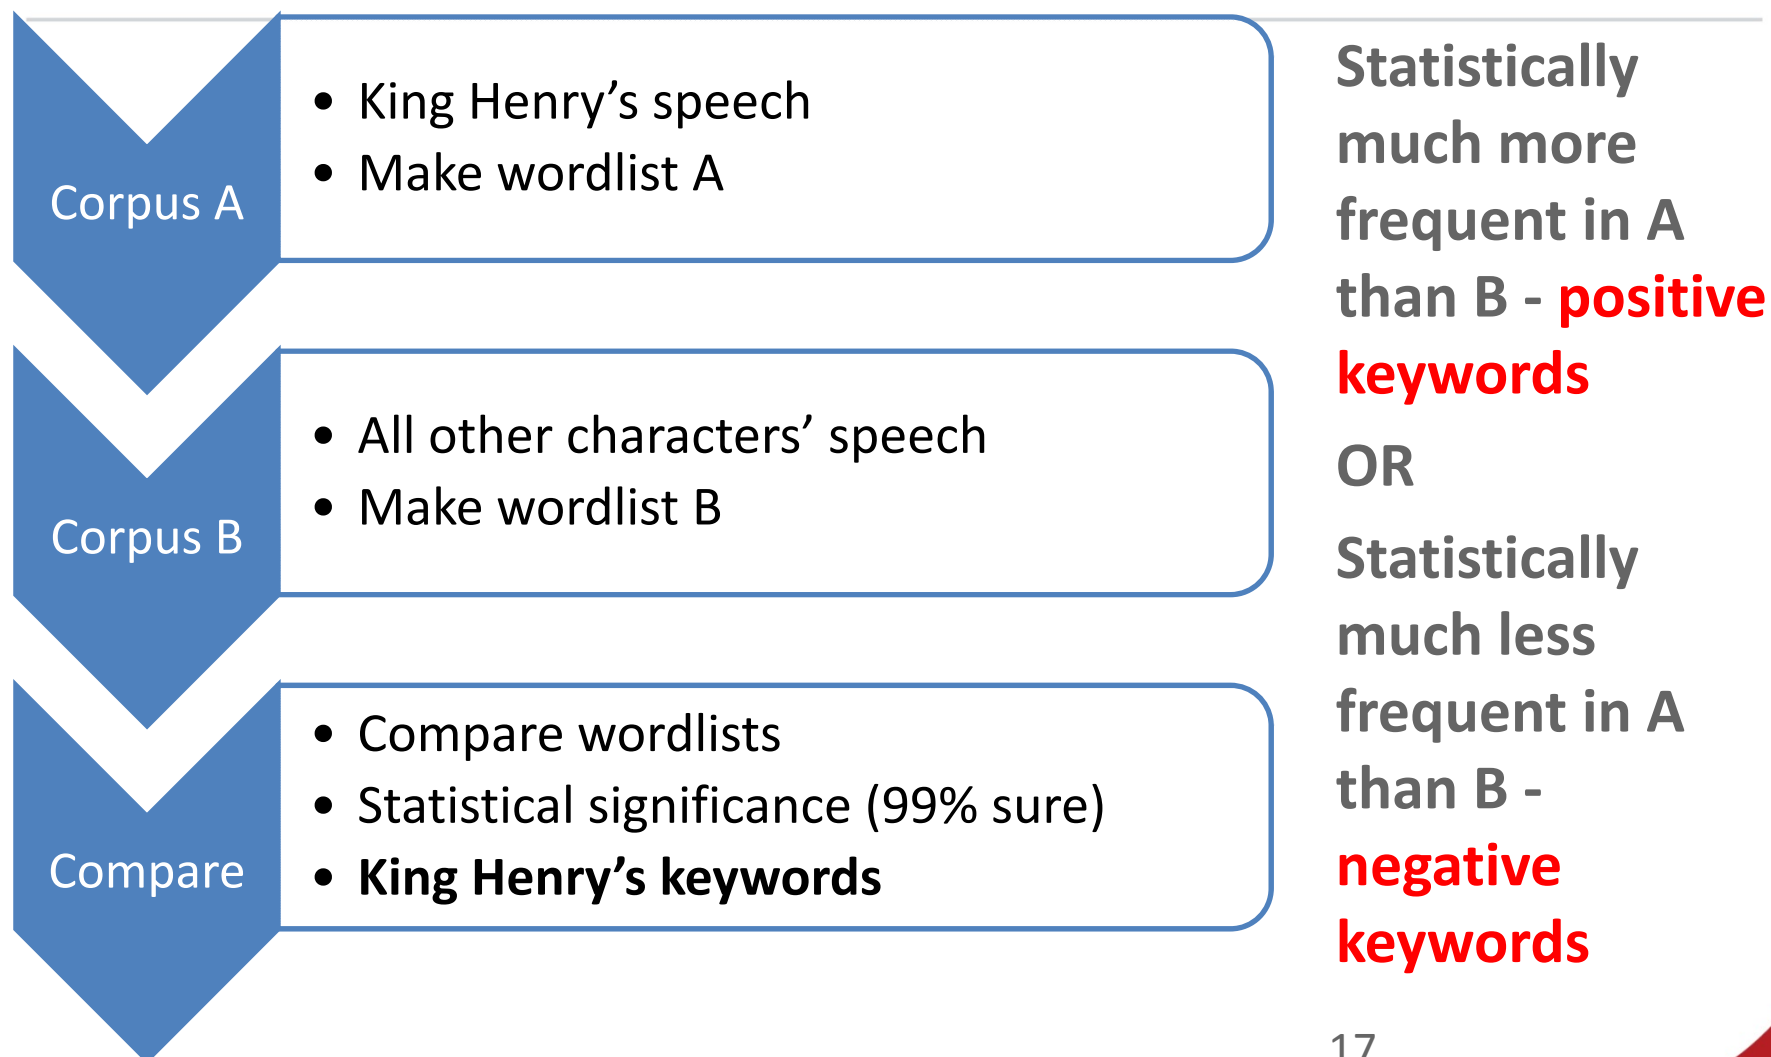 Corpus A
• King Henry’s speech
• Make wordlist A
Corpus B
• All other characters’ speech
• Make wordlist B
Compare
• Compare wordlists
• Statistical significance (99% sure)
• King Henry’s keywords
Statistically
much more
frequent in A
than B - positive
keywords
OR
Statistically
much less
frequent in A
than B -
negative
keywords
17